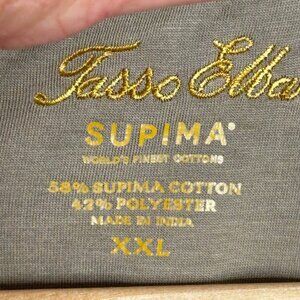 Tasso Elba
SUPIMA®
WORLD'S FINEST COTTONS
58% SUPIMA COTTON
42% POLYESTER
MADE IN INDIA
XXL